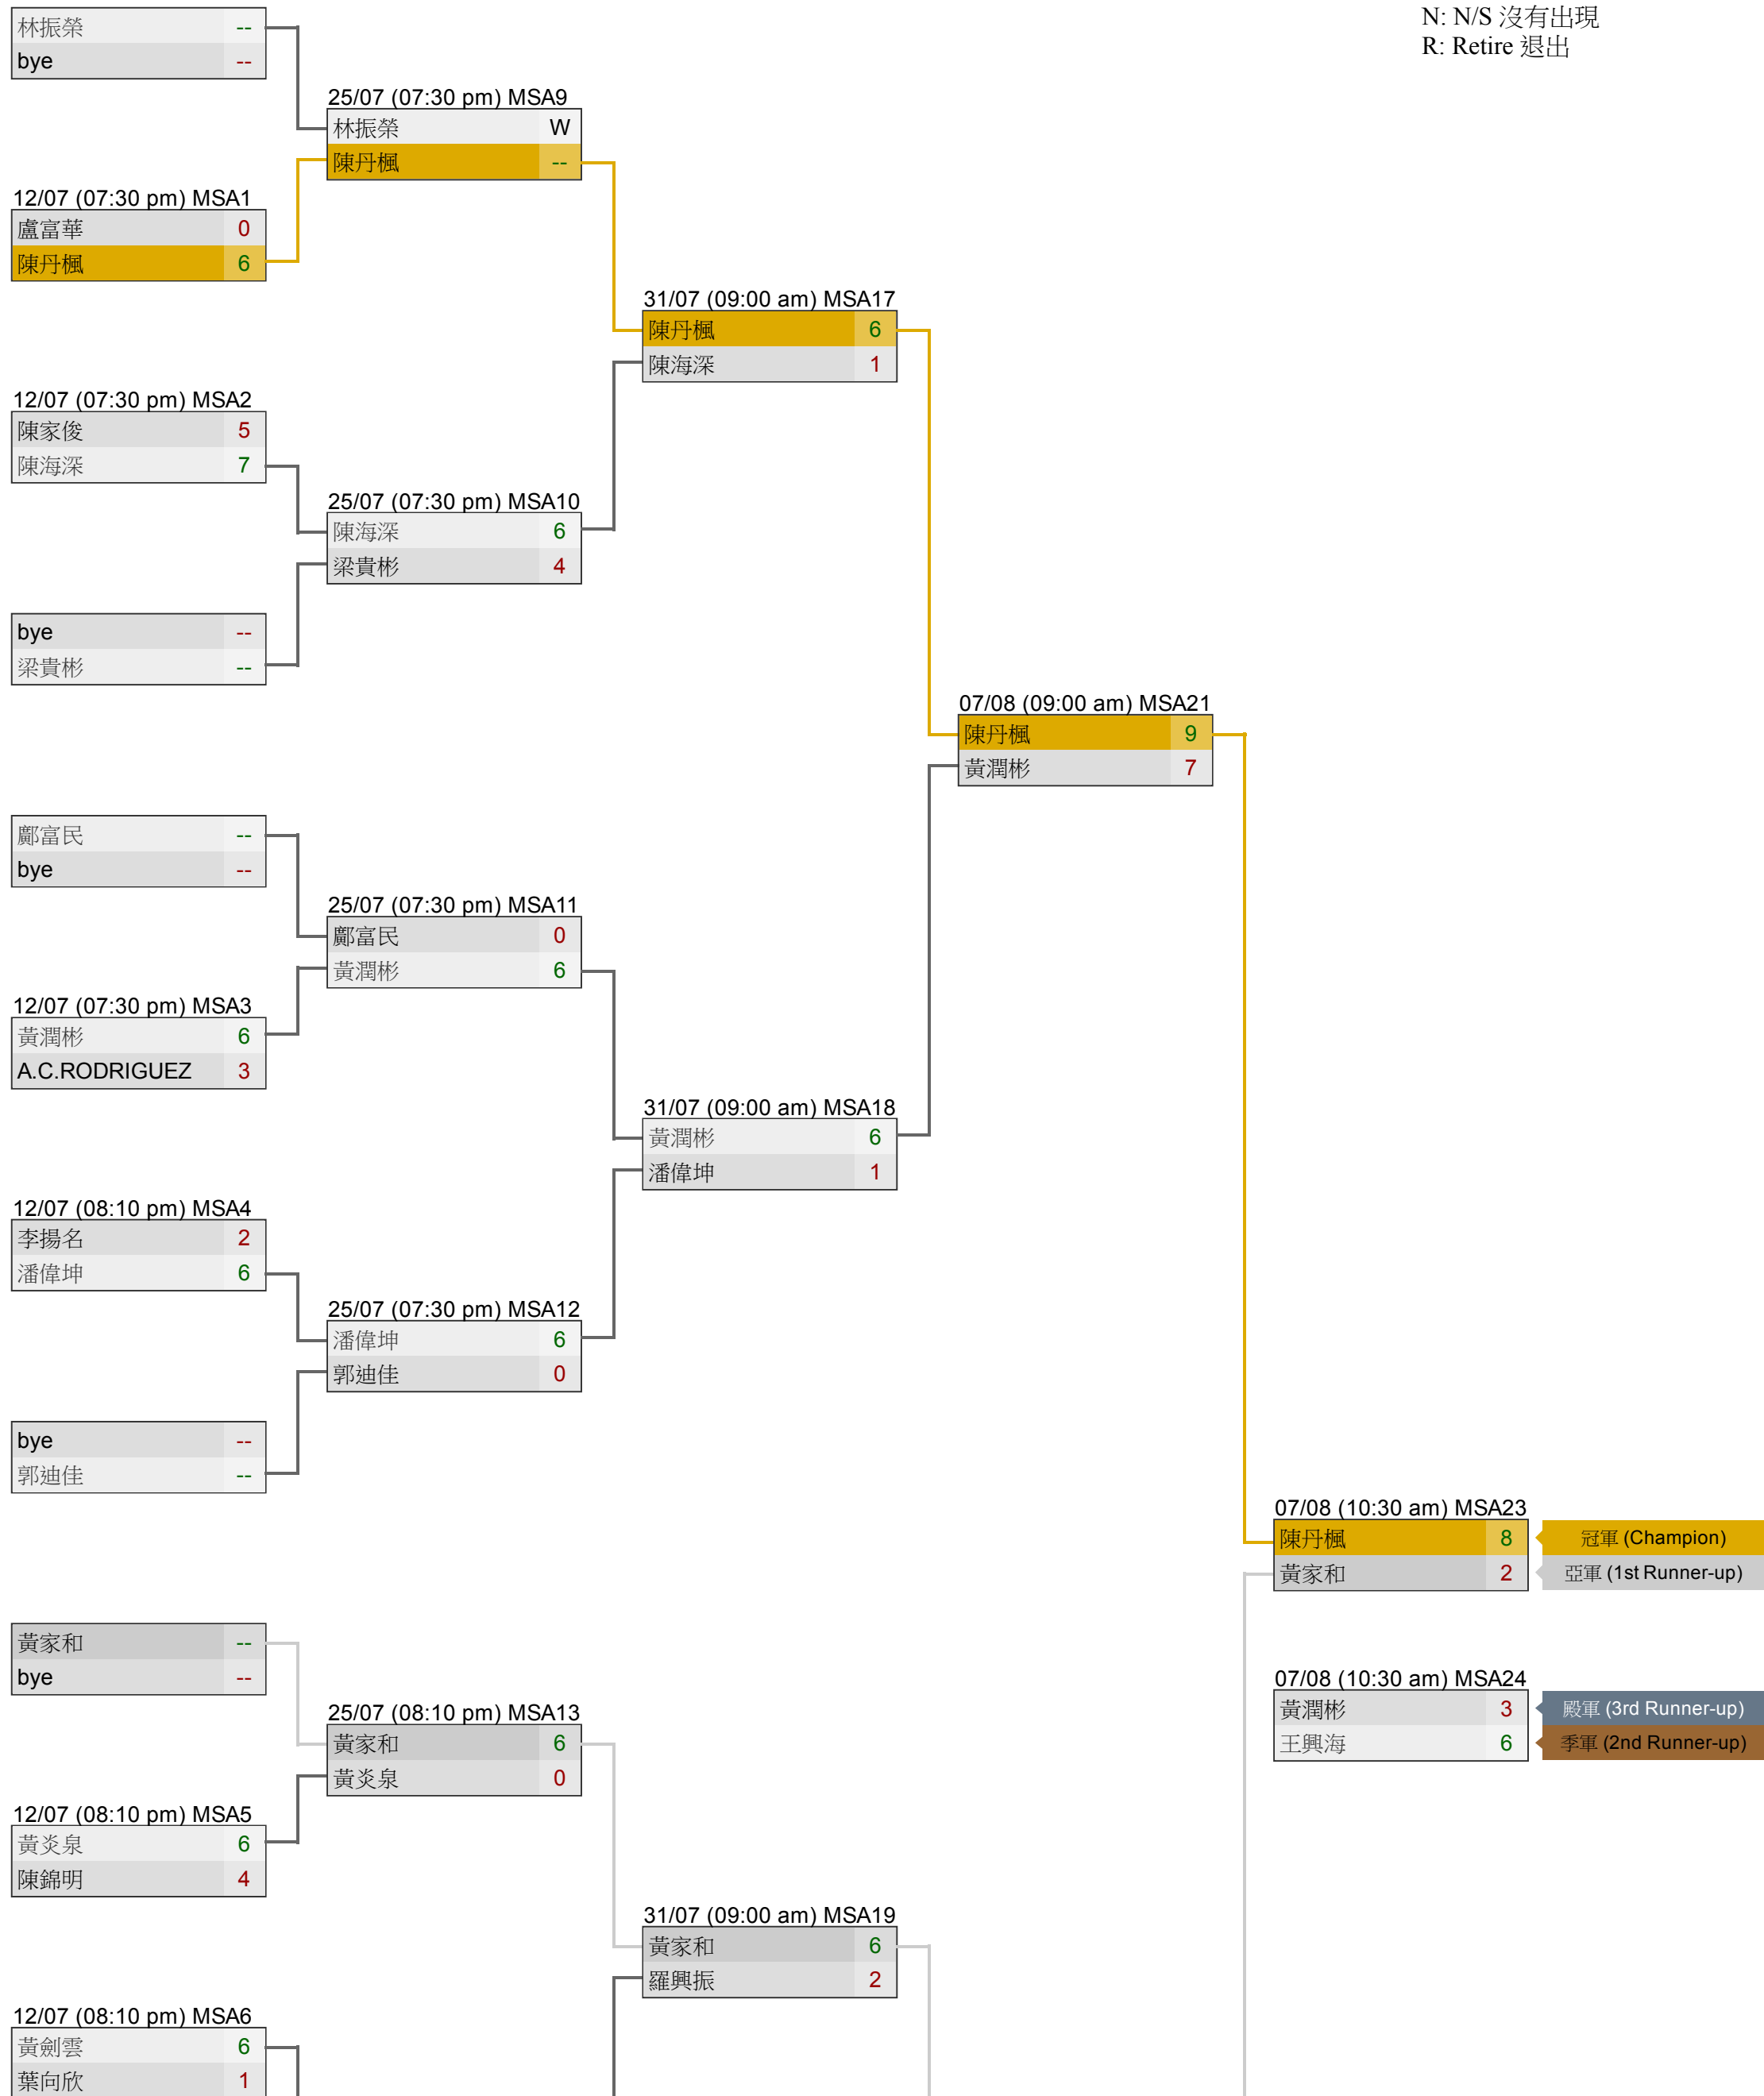 N: N/S 沒有出現
R: Retire 退出
林振榮 --
bye --
25/07 (07:30 pm) MSA9
林振榮 W
陳丹楓 --
12/07 (07:30 pm) MSA1
盧富華 0
陳丹楓 6
31/07 (09:00 am) MSA17
陳丹楓 6
陳海深 1
12/07 (07:30 pm) MSA2
陳家俊 5
陳海深 7
25/07 (07:30 pm) MSA10
陳海深 6
梁貴彬 4
bye --
梁貴彬 --
07/08 (09:00 am) MSA21
陳丹楓 9
黃潤彬 7
鄺富民 --
bye --
25/07 (07:30 pm) MSA11
鄺富民 0
黃潤彬 6
12/07 (07:30 pm) MSA3
黃潤彬 6
A.C.RODRIGUEZ 3
31/07 (09:00 am) MSA18
黃潤彬 6
潘偉坤 1
12/07 (08:10 pm) MSA4
李揚名 2
潘偉坤 6
25/07 (07:30 pm) MSA12
潘偉坤 6
郭迪佳 0
bye --
郭迪佳 --
07/08 (10:30 am) MSA23
陳丹楓 8 冠軍 (Champion)
黃家和 2 亞軍 (1st Runner-up)
黃家和 --
bye --
07/08 (10:30 am) MSA24
黃潤彬 3 殿軍 (3rd Runner-up)
王興海 6 季軍 (2nd Runner-up)
25/07 (08:10 pm) MSA13
黃家和 6
黃炎泉 0
12/07 (08:10 pm) MSA5
黃炎泉 6
陳錦明 4
31/07 (09:00 am) MSA19
黃家和 6
羅興振 2
12/07 (08:10 pm) MSA6
黃劍雲 6
葉向欣 1